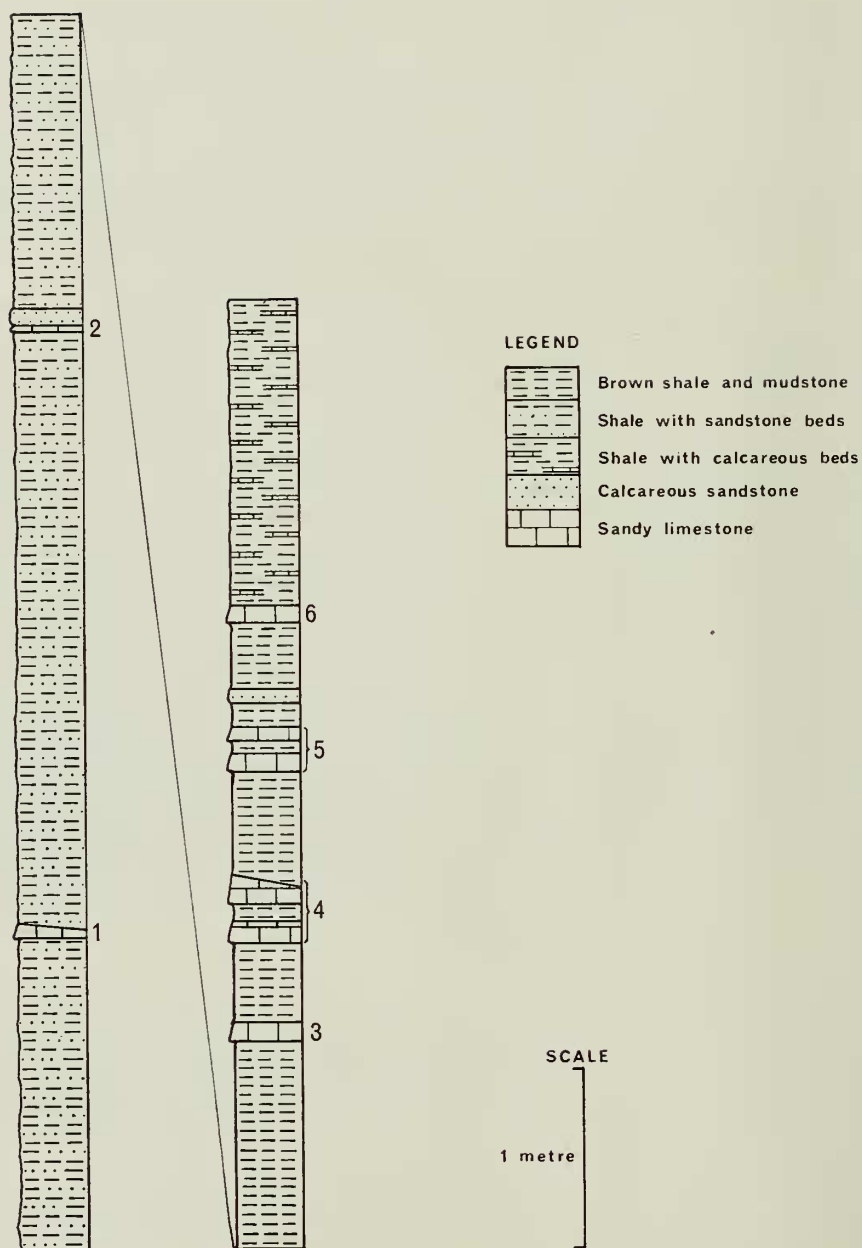 2
1
6
5
4
3
LEGEND
Brown shale and mudstone
Shale with sandstone beds
Shale with calcareous beds
Calcareous sandstone
Sandy limestone
SCALE
1 metre